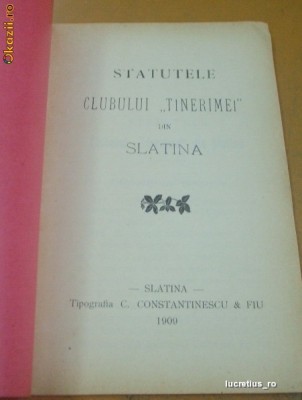 Okazii.ro
STATUTELE
CLUBULUI „TINERIMEI"
DIN
SLATINA
— SLATINA —
Tipografia C. CONSTANTINESCU & FIU
1909
lucretius_ro